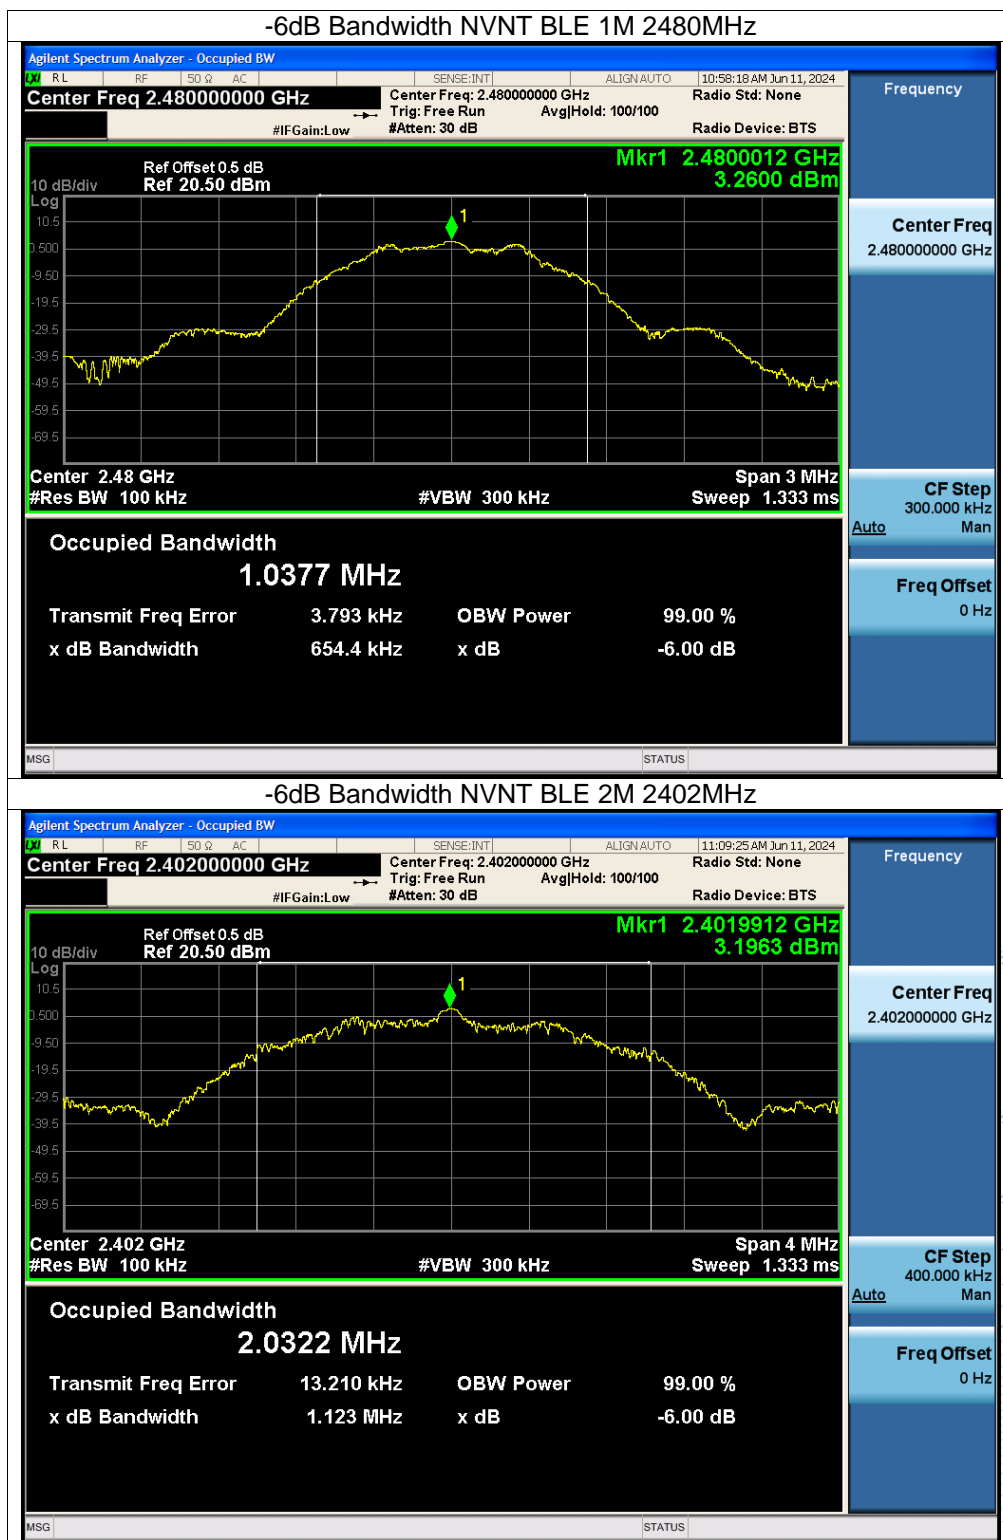 -6dB Bandwidth NVNT BLE 1M 2480MHz
Agilent Spectrum Analyzer - Occupied BW
LXI RL RF 50 Ω AC SENSE:INT ALIGN AUTO 10:58:18 AM Jun 11, 2024
Center Freq 2.480000000 GHz
Center Freq: 2.480000000 GHz
Radio Std: None
Trig: Free Run Avg|Hold: 100/100
#IFGain:Low #Atten: 30 dB Radio Device: BTS
Mkr1 2.4800012 GHz
3.2600 dBm
Ref Offset 0.5 dB
10 dB/div Ref 20.50 dBm
Log
1
10.5
0.500
-9.50
-19.5
-29.5
-39.5
-49.5
-59.5
-69.5
Center 2.48 GHz Span 3 MHz
#Res BW 100 kHz #VBW 300 kHz Sweep 1.333 ms
Occupied Bandwidth
1.0377 MHz
Transmit Freq Error 3.793 kHz OBW Power 99.00 %
x dB Bandwidth 654.4 kHz x dB -6.00 dB
MSG STATUS
Frequency
Center Freq
2.480000000 GHz
CF Step
300.000 kHz
Auto Man
Freq Offset
0 Hz
-6dB Bandwidth NVNT BLE 2M 2402MHz
Agilent Spectrum Analyzer - Occupied BW
LXI RL RF 50 Ω AC SENSE:INT ALIGN AUTO 11:09:25 AM Jun 11, 2024
Center Freq 2.402000000 GHz
Center Freq: 2.402000000 GHz
Radio Std: None
Trig: Free Run Avg|Hold: 100/100
#IFGain:Low #Atten: 30 dB Radio Device: BTS
Mkr1 2.4019912 GHz
3.1963 dBm
Ref Offset 0.5 dB
10 dB/div Ref 20.50 dBm
Log
1
10.5
0.500
-9.50
-19.5
-29.5
-39.5
-49.5
-59.5
-69.5
Center 2.402 GHz Span 4 MHz
#Res BW 100 kHz #VBW 300 kHz Sweep 1.333 ms
Occupied Bandwidth
2.0322 MHz
Transmit Freq Error 13.210 kHz OBW Power 99.00 %
x dB Bandwidth 1.123 MHz x dB -6.00 dB
MSG STATUS
Frequency
Center Freq
2.402000000 GHz
CF Step
400.000 kHz
Auto Man
Freq Offset
0 Hz